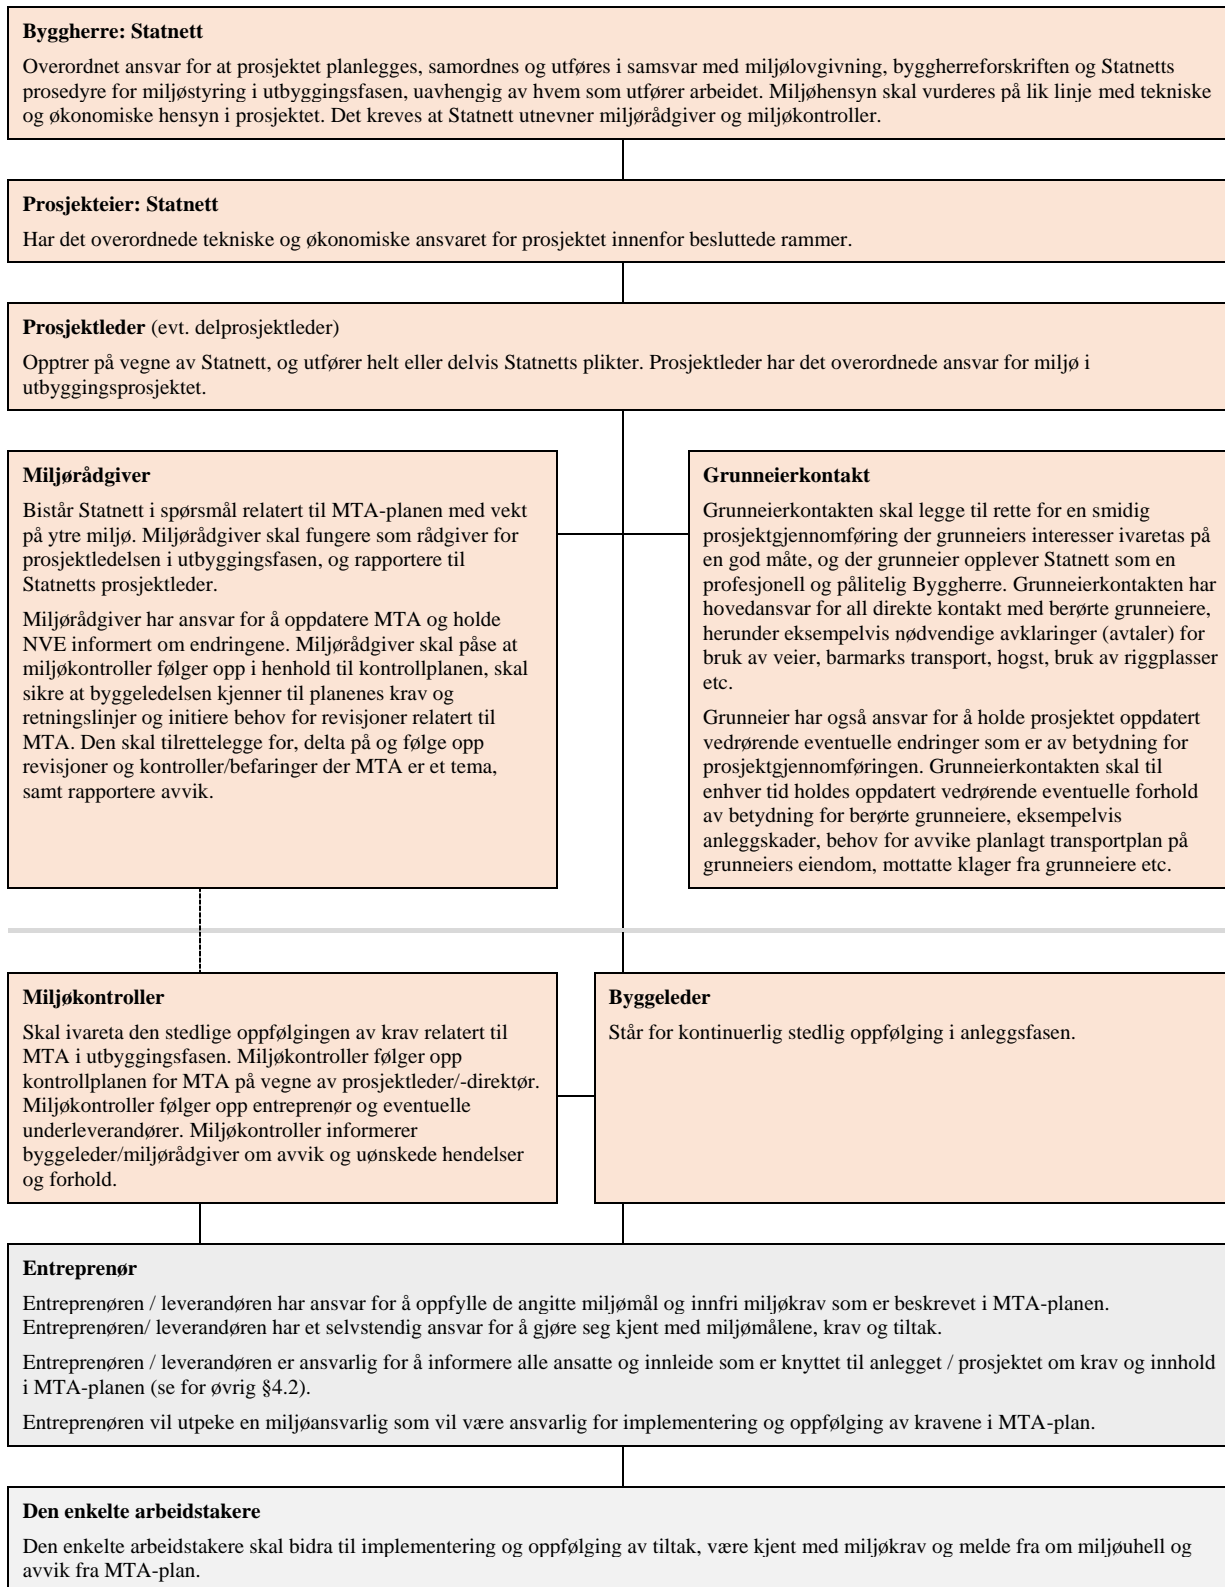 Byggherre: Statnett
Overordnet ansvar for at prosjektet planlegges, samordnes og utføres i samsvar med miljølovgivning, byggherreforskriften og Statnetts
prosedyre for miljøstyring i utbyggingsfasen, uavhengig av hvem som utfører arbeidet. Miljøhensyn skal vurderes på lik linje med tekniske
og økonomiske hensyn i prosjektet. Det kreves at Statnett utnevner miljørådgiver og miljøkontroller.
Prosjekteier: Statnett
Har det overordnede tekniske og økonomiske ansvaret for prosjektet innenfor besluttede rammer.
Prosjektleder (evt. delprosjektleder)
Opptrer på vegne av Statnett, og utfører helt eller delvis Statnetts plikter. Prosjektleder har det overordnede ansvar for miljø i
utbyggingsprosjektet.
Miljørådgiver
Bistår Statnett i spørsmål relatert til MTA-planen med vekt
på ytre miljø. Miljørådgiver skal fungere som rådgiver for
prosjektledelsen i utbyggingsfasen, og rapportere til
Statnetts prosjektleder.
Miljørådgiver har ansvar for å oppdatere MTA og holde
NVE informert om endringene. Miljørådgiver skal påse at
miljøkontroller følger opp i henhold til kontrollplanen, skal
sikre at byggeledelsen kjenner til planenes krav og
retningslinjer og initiere behov for revisjoner relatert til
MTA. Den skal tilrettelegge for, delta på og følge opp
revisjoner og kontroller/befaringer der MTA er et tema,
samt rapportere avvik.
Grunneierkontakt
Grunneierkontakten skal legge til rette for en smidig
prosjektgjennomføring der grunneiers interesser ivaretas på
en god måte, og der grunneier opplever Statnett som en
profesjonell og pålitelig Byggherre. Grunneierkontakten har
hovedansvar for all direkte kontakt med berørte grunneiere,
herunder eksempelvis nødvendige avklaringer (avtaler) for
bruk av veier, barmarks transport, hogst, bruk av riggplasser
etc.
Grunneier har også ansvar for å holde prosjektet oppdatert
vedrørende eventuelle endringer som er av betydning for
prosjektgjennomføringen. Grunneierkontakten skal til
enhver tid holdes oppdatert vedrørende eventuelle forhold
av betydning for berørte grunneiere, eksempelvis
anleggskader, behov for avvike planlagt transportplan på
grunneiers eiendom, mottatte klager fra grunneiere etc.
Miljøkontroller
Skal ivareta den stedlige oppfølgingen av krav relatert til
MTA i utbyggingsfasen. Miljøkontroller følger opp
kontrollplanen for MTA på vegne av prosjektleder/-direktør.
Miljøkontroller følger opp entreprenør og eventuelle
underleverandører. Miljøkontroller informerer
byggeleder/miljørådgiver om avvik og uønskede hendelser
og forhold.
Byggeleder
Står for kontinuerlig stedlig oppfølging i anleggsfasen.
Entreprenør
Entreprenøren / leverandøren har ansvar for å oppfylle de angitte miljømål og innfri miljøkrav som er beskrevet i MTA-planen.
Entreprenøren/ leverandøren har et selvstendig ansvar for å gjøre seg kjent med miljømålene, krav og tiltak.
Entreprenøren / leverandøren er ansvarlig for å informere alle ansatte og innleide som er knyttet til anlegget / prosjektet om krav og innhold
i MTA-planen (se for øvrig §4.2).
Entreprenøren vil utpeke en miljøansvarlig som vil være ansvarlig for implementering og oppfølging av kravene i MTA-plan.
Den enkelte arbeidstakere
Den enkelte arbeidstakere skal bidra til implementering og oppfølging av tiltak, være kjent med miljøkrav og melde fra om miljøuhell og
avvik fra MTA-plan.